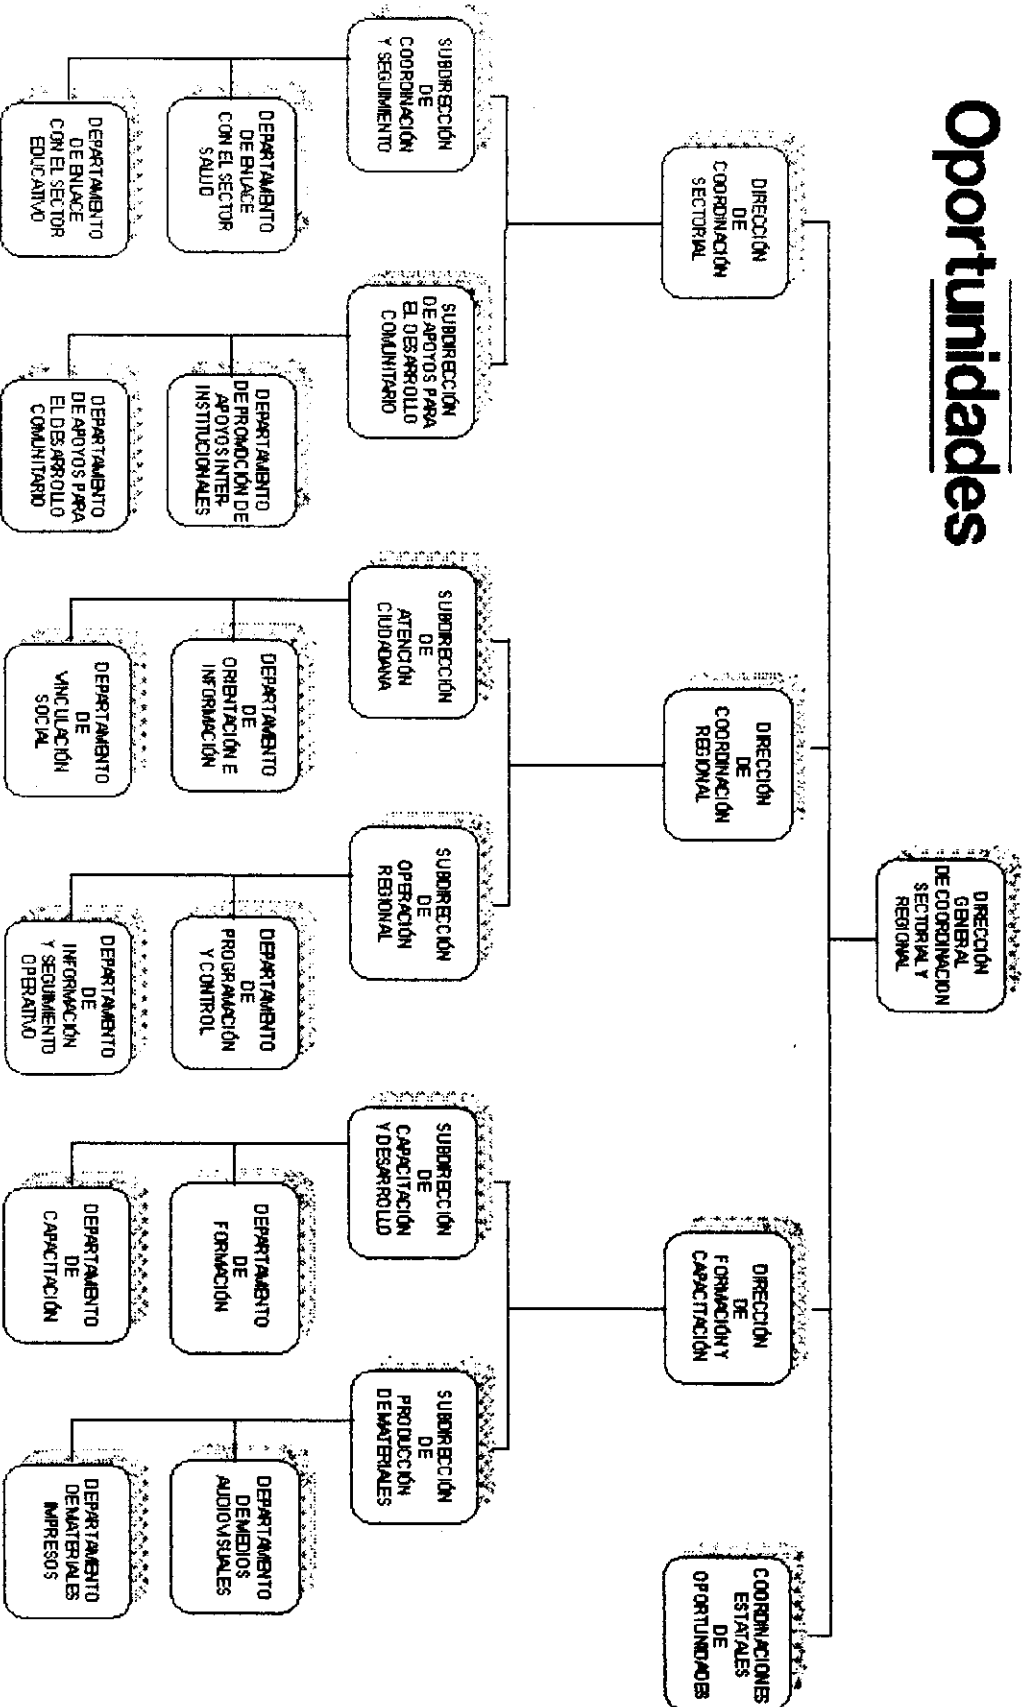 Oportunidades
DIRECCIÓN
GENERAL
DE COORDINACION
SECTORIAL Y
REGIONAL
DIRECCIÓN
DE
COORDINACIÓN
SECTORIAL
DIRECCIÓN
DE
COORDINACIÓN
REGIONAL
DIRECCIÓN
DE
FORMACIÓN Y
CAPACITACIÓN
COORDINACIONES
ESTATALES
DE
OPORTUNIDADES
SUBDIRECCIÓN
DE
COORDINACIÓN
Y SEGUIMIENTO
SUBDIRECCIÓN
DE APOYOS PARA
EL DESARROLLO
COMUNITARIO
SUBDIRECCIÓN
DE
ATENCIÓN
CIUDADANA
SUBDIRECCIÓN
DE
OPERACIÓN
REGIONAL
SUBDIRECCIÓN
DE
CAPACITACIÓN
Y DESARROLLO
SUBDIRECCIÓN
DE
PRODUCCIÓN
DE MATERIALES
DEPARTAMENTO
DE ENLACE
CON EL SECTOR
SALUD
DEPARTAMENTO
DE PROMOCIÓN DE
APOYOS INTER-
INSTITUCIONALES
DEPARTAMENTO
DE
ORIENTACIÓN E
INFORMACIÓN
DEPARTAMENTO
DE
PROGRAMACIÓN
Y CONTROL
DEPARTAMENTO
DE
FORMACIÓN
DEPARTAMENTO
DE MEDIOS
AUDIOVISUALES
DEPARTAMENTO
DE ENLACE
CON EL SECTOR
EDUCATIVO
DEPARTAMENTO
DE APOYOS PARA
EL DESARROLLO
COMUNITARIO
DEPARTAMENTO
DE
VINCULACIÓN
SOCIAL
DEPARTAMENTO
DE
INFORMACIÓN
Y SEGUIMIENTO
OPERATIVO
DEPARTAMENTO
DE
CAPACITACIÓN
DEPARTAMENTO
DE MATERIALES
IMPRESOS